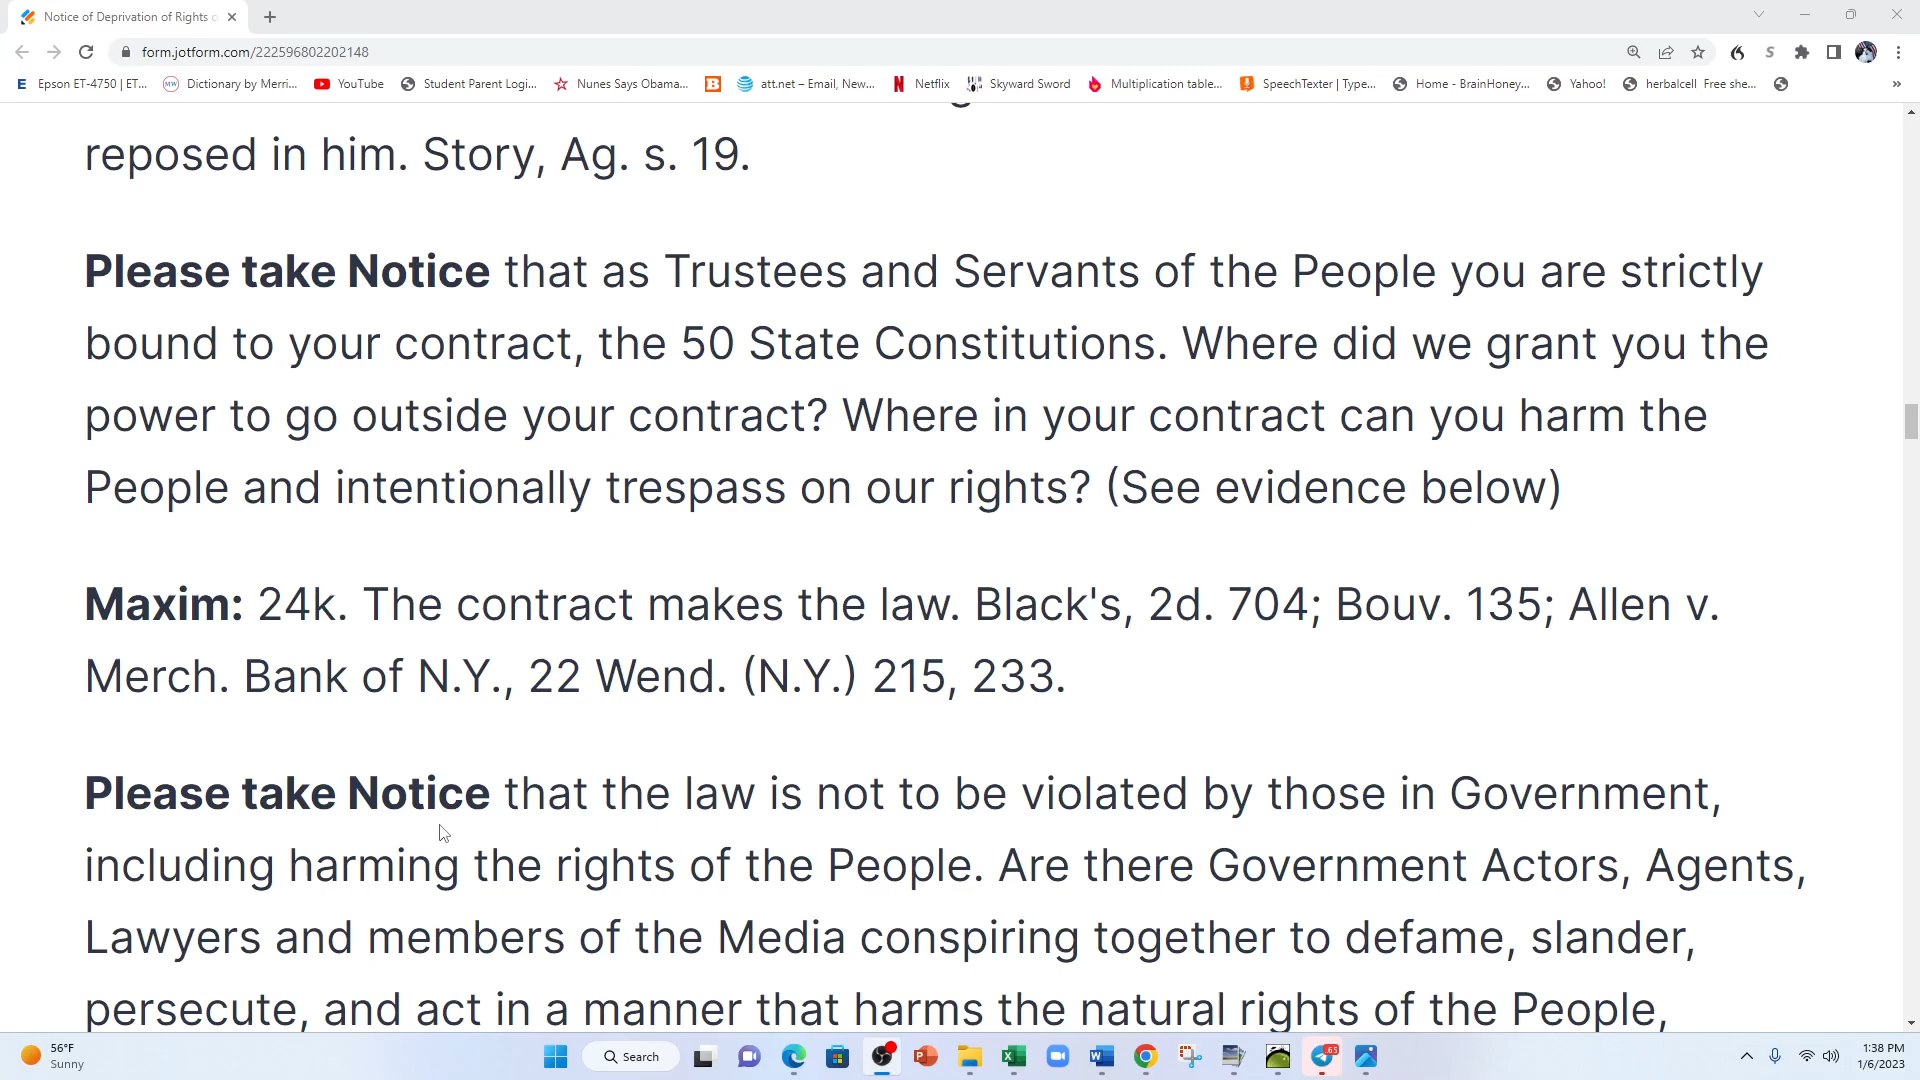 Notice of Deprivation of Rights
form.jotform.com/222596802202148
Epson ET-4750 | ET...
Dictionary by Merri...
YouTube
Student Parent Logi...
Nunes Says Obama...
att.net – Email, New...
Netflix
Skyward Sword
Multiplication table...
SpeechTexter | Type...
Home - BrainHoney...
Yahoo!
herbalcell Free she...
reposed in him. Story, Ag. s. 19.
Please take Notice that as Trustees and Servants of the People you are strictly
bound to your contract, the 50 State Constitutions. Where did we grant you the
power to go outside your contract? Where in your contract can you harm the
People and intentionally trespass on our rights? (See evidence below)
Maxim: 24k. The contract makes the law. Black's, 2d. 704; Bouv. 135; Allen v.
Merch. Bank of N.Y., 22 Wend. (N.Y.) 215, 233.
Please take Notice that the law is not to be violated by those in Government,
including harming the rights of the People. Are there Government Actors, Agents,
Lawyers and members of the Media conspiring together to defame, slander,
persecute, and act in a manner that harms the natural rights of the People,
56°F
Sunny
Search
1:38 PM
1/6/2023